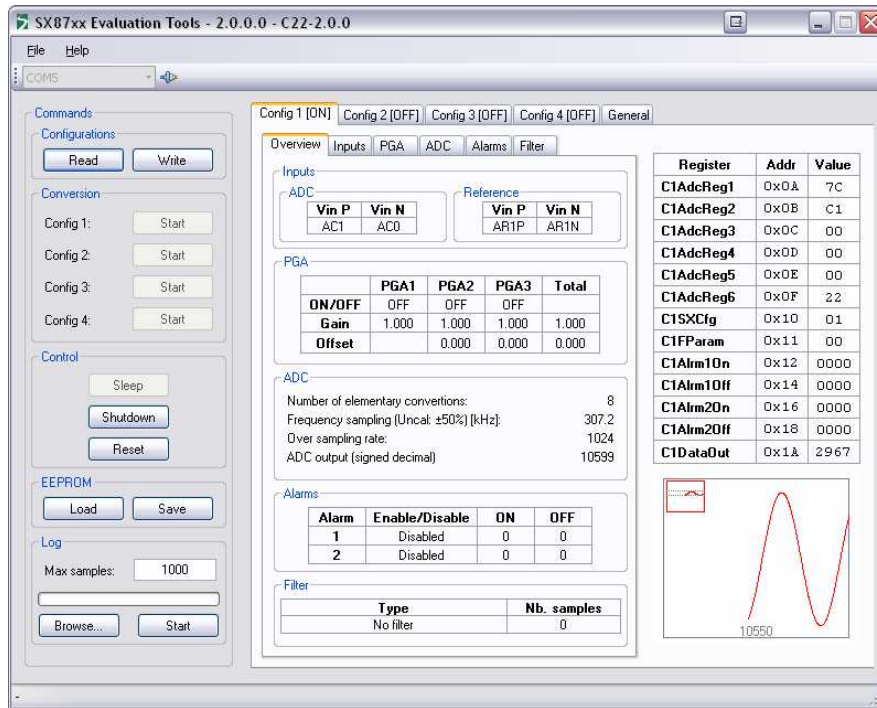 SX87xx Evaluation Tools - 2.0.0.0 - C22-2.0.0
File Help
COM5
Commands
Configurations
Read Write
Conversion
Config 1: Start
Config 2: Start
Config 3: Start
Config 4: Start
Control
Sleep
Shutdown
Reset
EEPROM
Load Save
Log
Max samples: 1000
Browse... Start
Config 1 [ON] Config 2 [OFF] Config 3 [OFF] Config 4 [OFF] General
Overview Inputs PGA ADC Alarms Filter
Inputs
ADC
Vin P Vin N
AC1 AC0
Reference
Vin P Vin N
AR1P AR1N
PGA
PGA1 PGA2 PGA3 Total
ON/OFF OFF OFF OFF
Gain 1.000 1.000 1.000 1.000
Offset 0.000 0.000 0.000
ADC
Number of elementary convertions: 8
Frequency sampling (Uncal: ±50%) [kHz]: 307.2
Over sampling rate: 1024
ADC output (signed decimal) 10599
Alarms
Alarm Enable/Disable ON OFF
1 Disabled 0 0
2 Disabled 0 0
Filter
Type Nb. samples
No filter 0
Register Addr Value
C1AdcReg1 0x0A 7C
C1AdcReg2 0x0B C1
C1AdcReg3 0x0C 00
C1AdcReg4 0x0D 00
C1AdcReg5 0x0E 00
C1AdcReg6 0x0F 22
C1SXCfg 0x10 01
C1FParam 0x11 00
C1Alrm1On 0x12 0000
C1Alrm1Off 0x14 0000
C1Alrm2On 0x16 0000
C1Alrm2Off 0x18 0000
C1DataOut 0x1A 2967
10550
-